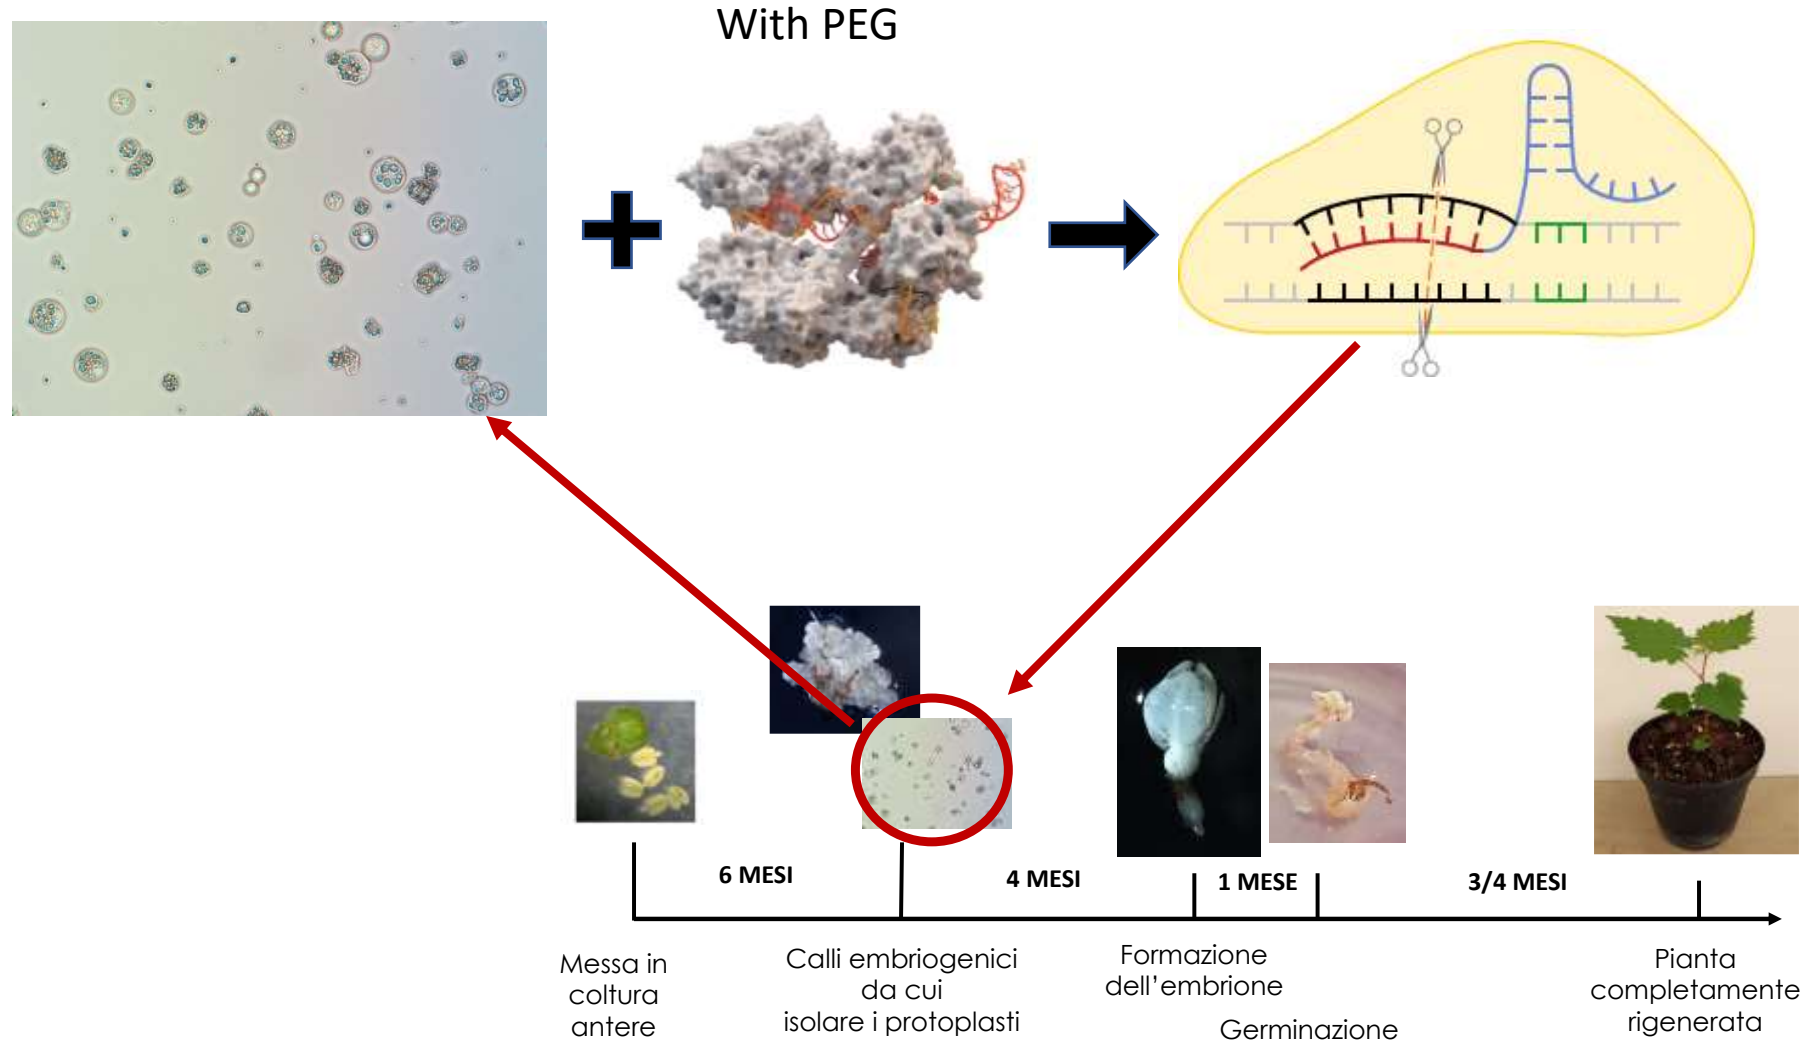 With PEG
6 MESI
4 MESI
1 MESE
3/4 MESI
Messa in
coltura
antere
Calli embriogenici
da cui
isolare i protoplasti
Formazione
dell’embrione
Germinazione
Pianta
completamente
rigenerata